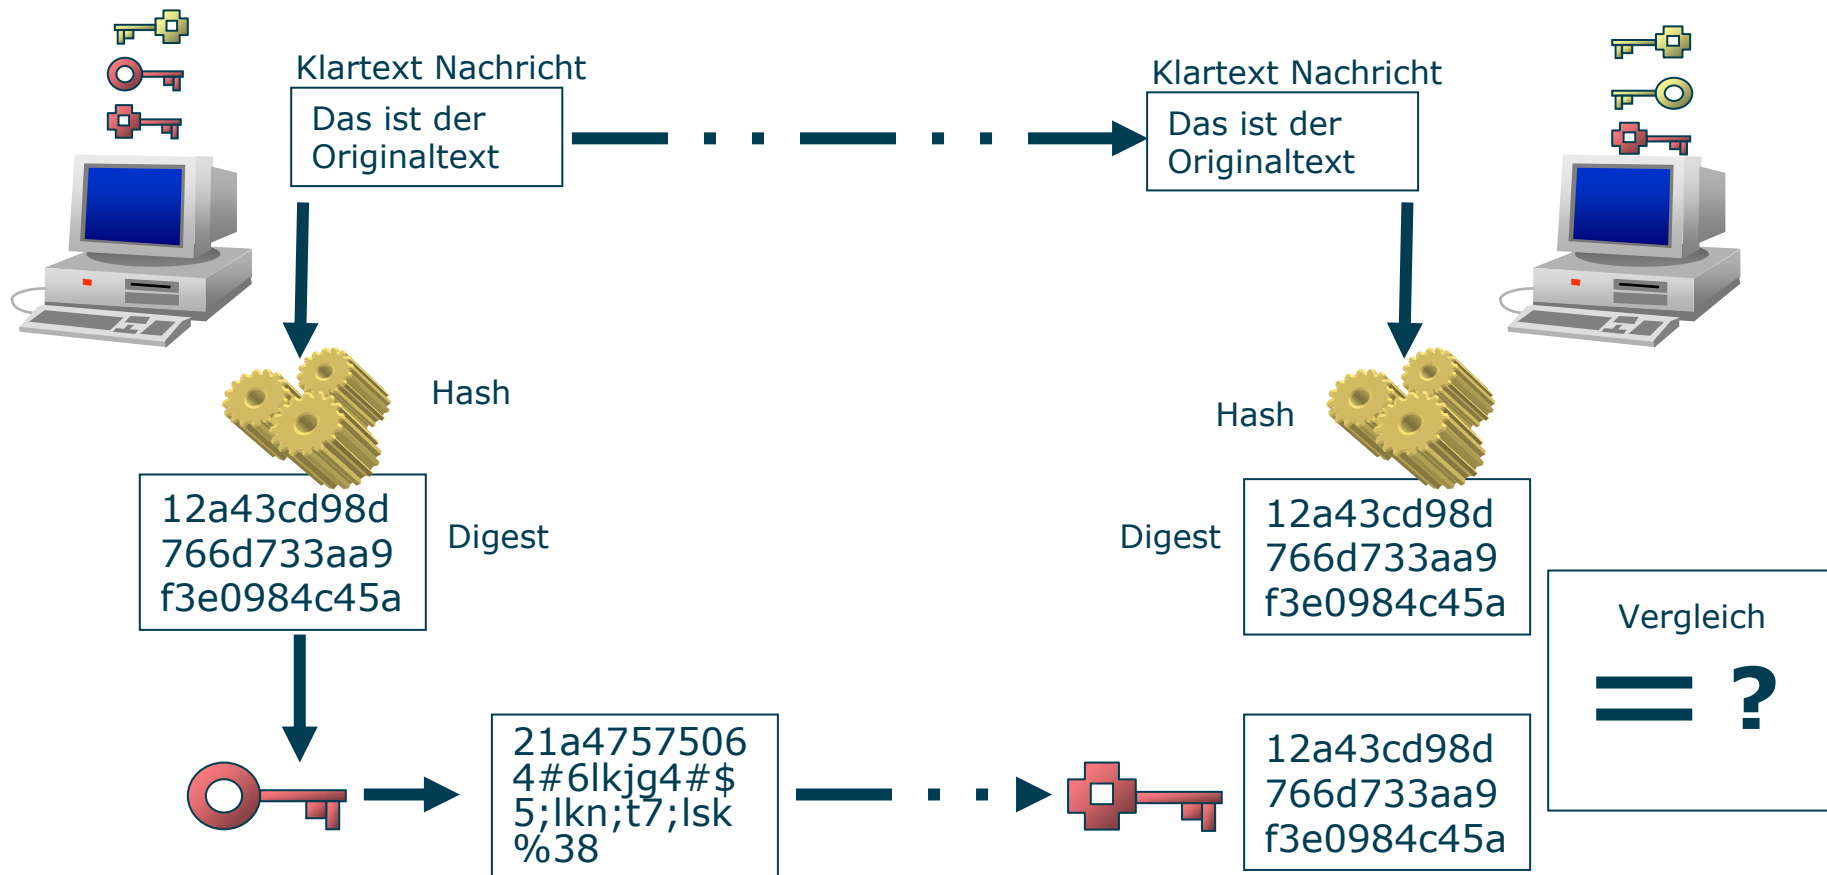 Klartext Nachricht
Das ist der
Originaltext
Klartext Nachricht
Das ist der
Originaltext
Hash
Hash
12a43cd98d
766d733aa9
f3e0984c45a
Digest
Digest
12a43cd98d
766d733aa9
f3e0984c45a
Vergleich
= ?
21a4757506
4#6lkjg4#$
5;lkn;t7;lsk
%38
12a43cd98d
766d733aa9
f3e0984c45a